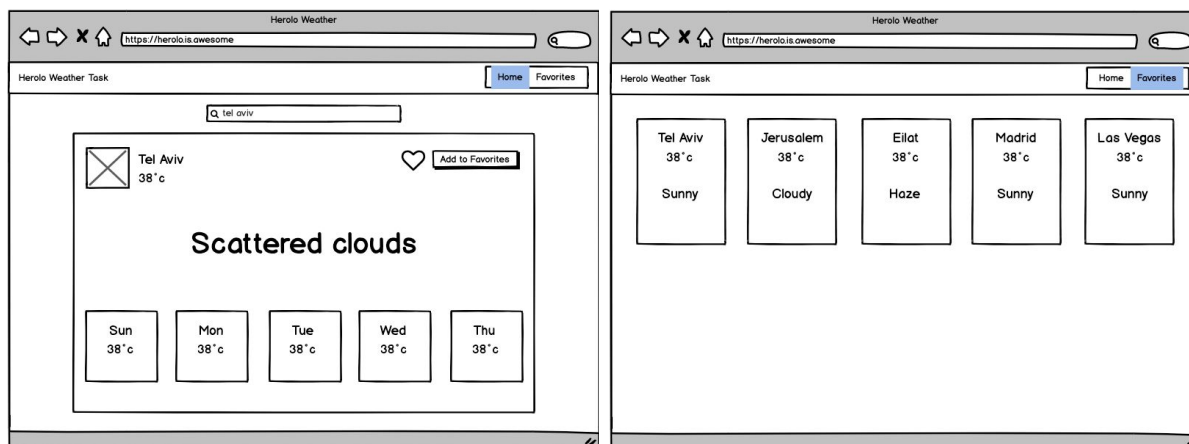 Herolo Weather
https://herolo.is.awesome
Herolo Weather Task
Home Favorites
tel aviv
Tel Aviv
38°c
Add to Favorites
Scattered clouds
Sun Mon Tue Wed Thu
38°c 38°c 38°c 38°c 38°c
Herolo Weather
https://herolo.is.awesome
Herolo Weather Task
Home Favorites
Tel Aviv Jerusalem Eilat Madrid Las Vegas
38°c 38°c 38°c 38°c 38°c
Sunny Cloudy Haze Sunny Sunny